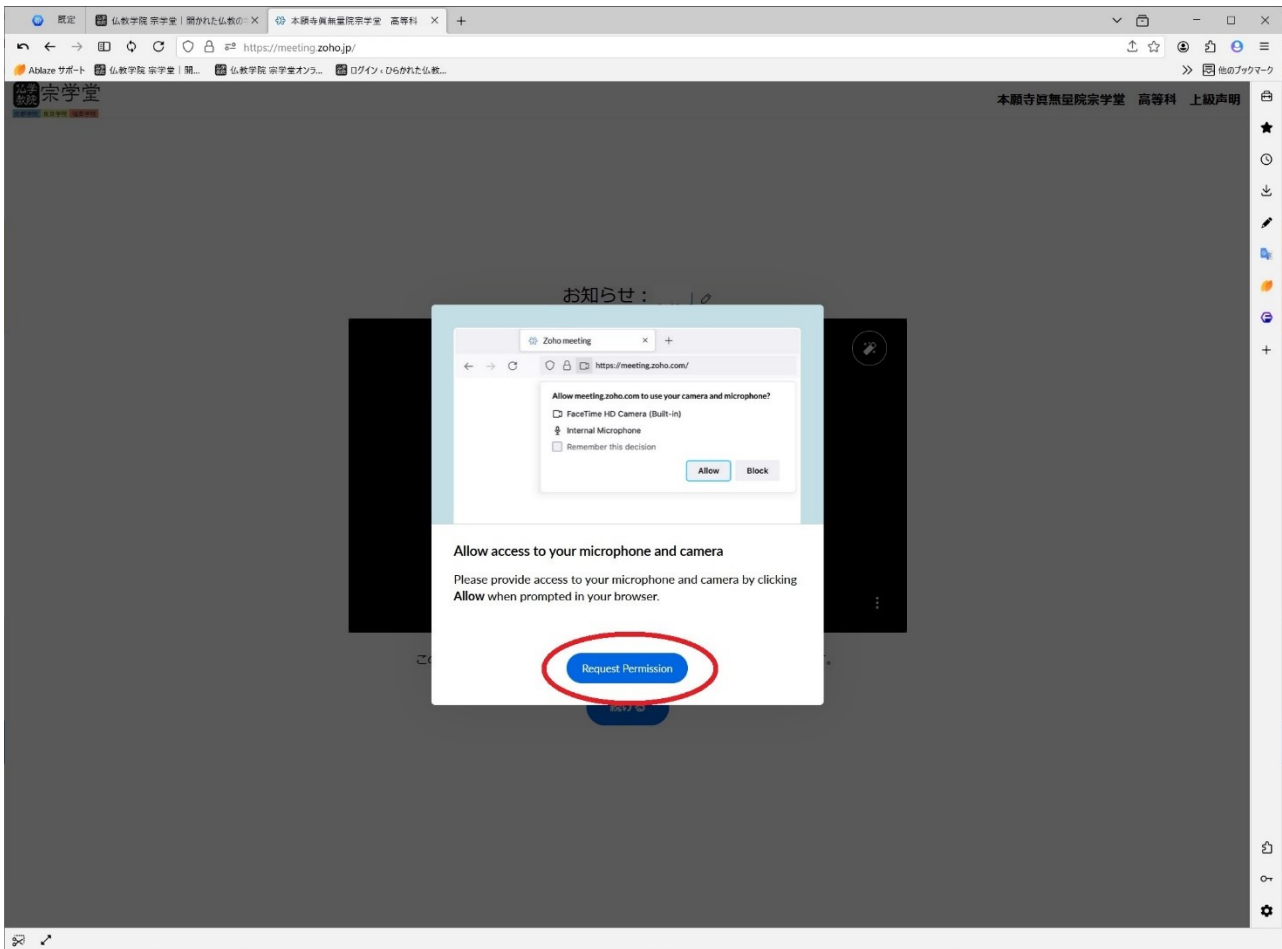 既定
仏教学院 宗学堂 | 開かれた仏教の
本願寺眞無量院宗学堂 高等科
https://meeting.zoho.jp/
Ablaze サポート
仏教学院 宗学堂 | 開...
仏教学院 宗学堂オンラ...
ログイン ‹ ひらかれた仏教...
他のブックマーク
仏学教院 宗学堂
本願寺眞無量院宗学堂 高等科 上級声明
お知らせ：
Zoho meeting
https://meeting.zoho.com/
Allow meeting.zoho.com to use your camera and microphone?
FaceTime HD Camera (Built-in)
Internal Microphone
Remember this decision
Allow Block
Allow access to your microphone and camera
Please provide access to your microphone and camera by clicking
Allow when prompted in your browser.
Request Permission
続ける